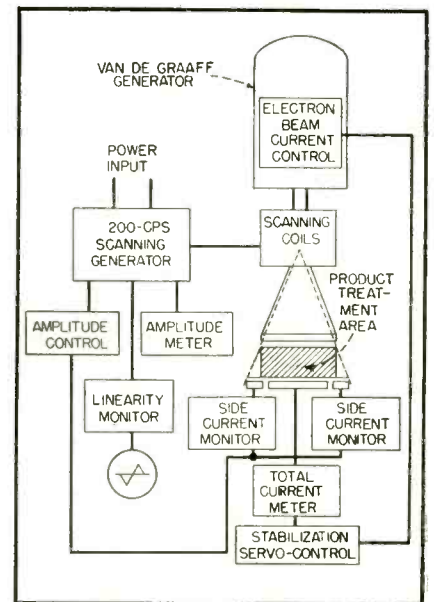 VAN DE GRAAFF
GENERATOR
ELECTRON
BEAM
CURRENT
CONTROL
POWER
INPUT
200-CPS
SCANNING
GENERATOR
SCANNING
COILS
PRODUCT
TREAT-
MENT
AREA
AMPLITUDE
CONTROL
AMPLITUDE
METER
LINEARITY
MONITOR
SIDE
CURRENT
MONITOR
SIDE
CURRENT
MONITOR
TOTAL
CURRENT
METER
STABILIZATION
SERVO-CONTROL